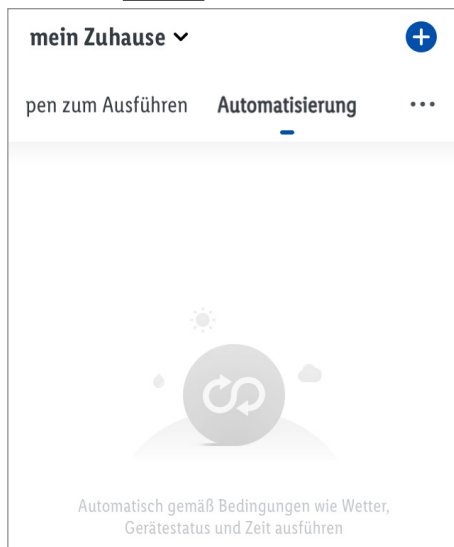 mein Zuhause
pen zum Ausführen Automatisierung
Automatisch gemäß Bedingungen wie Wetter,
Gerätestatus und Zeit ausführen